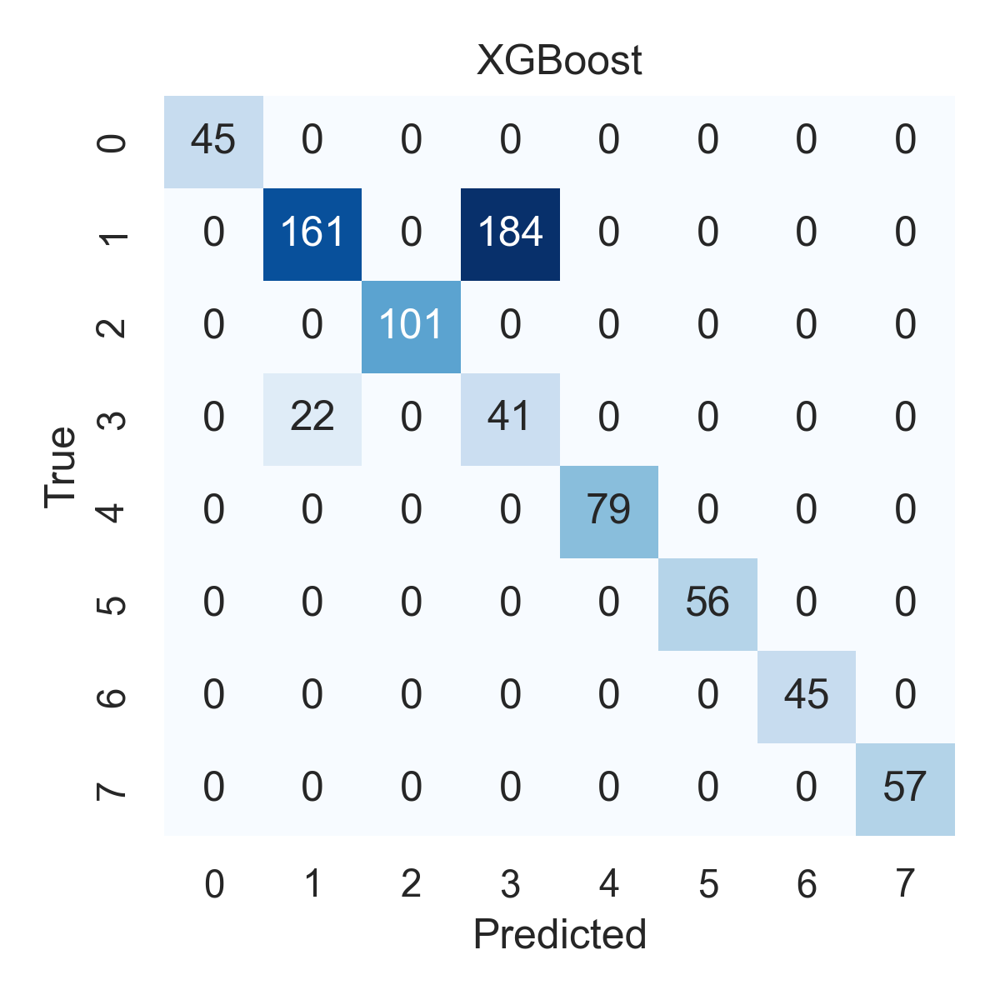 XGBoost
0 45 0 0 0 0 0 0 0
1 0 161 0 184 0 0 0 0
2 0 0 101 0 0 0 0 0
3 0 22 0 41 0 0 0 0
4 0 0 0 0 79 0 0 0
5 0 0 0 0 0 56 0 0
6 0 0 0 0 0 0 45 0
7 0 0 0 0 0 0 0 57
True
0 1 2 3 4 5 6 7
Predicted